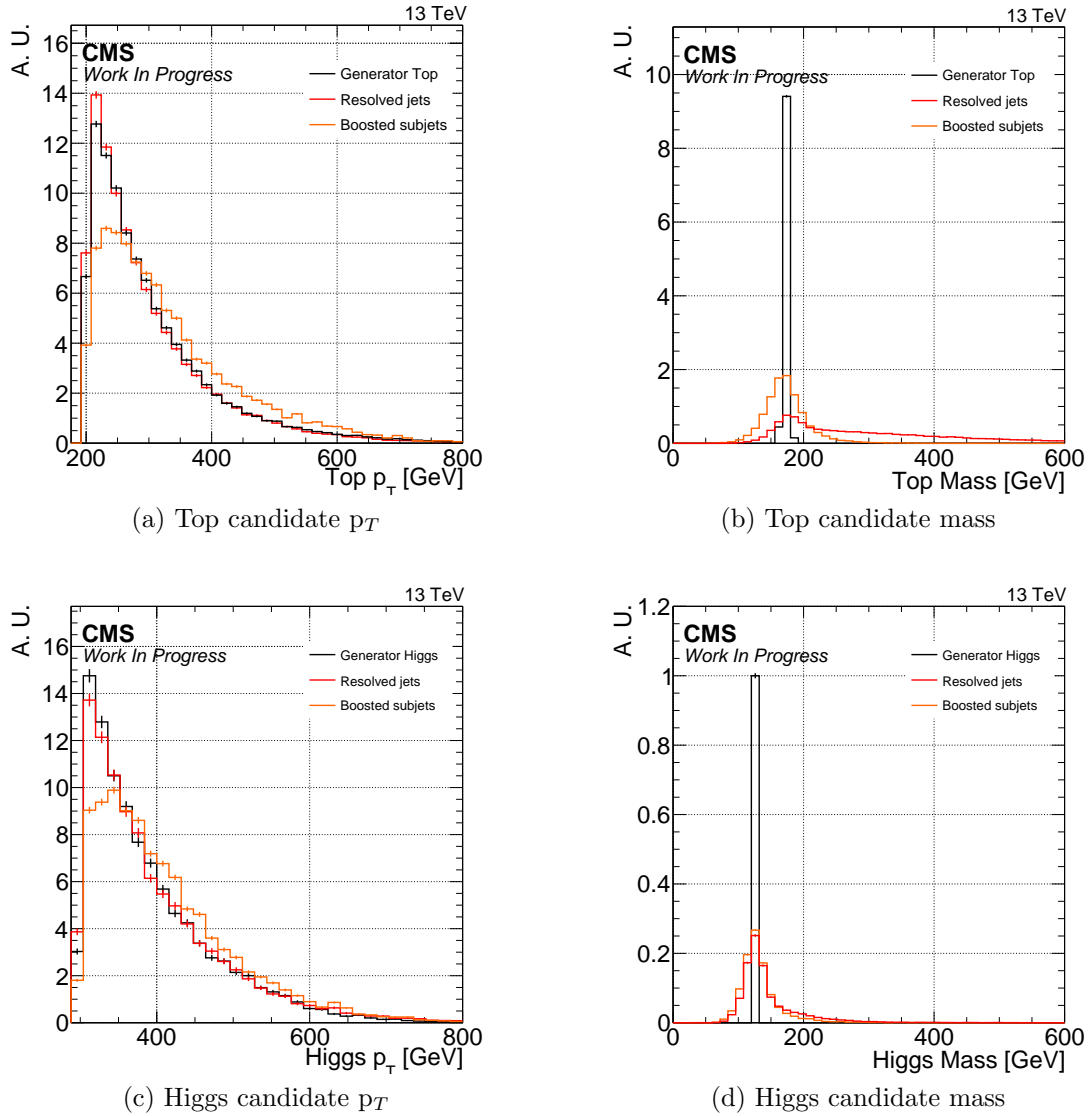 13 TeV
A. U.
CMS
Work In Progress
Generator Top
Resolved jets
Boosted subjets
16
14
12
10
8
6
4
2
0
200 400 600 800
Top p_T [GeV]
(a) Top candidate p_T
13 TeV
A. U.
CMS
Work In Progress
Generator Top
Resolved jets
Boosted subjets
10
8
6
4
2
0
0 200 400 600
Top Mass [GeV]
(b) Top candidate mass
13 TeV
A. U.
CMS
Work In Progress
Generator Higgs
Resolved jets
Boosted subjets
16
14
12
10
8
6
4
2
0
400 600 800
Higgs p_T [GeV]
(c) Higgs candidate p_T
13 TeV
A. U.
CMS
Work In Progress
Generator Higgs
Resolved jets
Boosted subjets
1.2
1
0.8
0.6
0.4
0.2
0
0 200 400 600
Higgs Mass [GeV]
(d) Higgs candidate mass